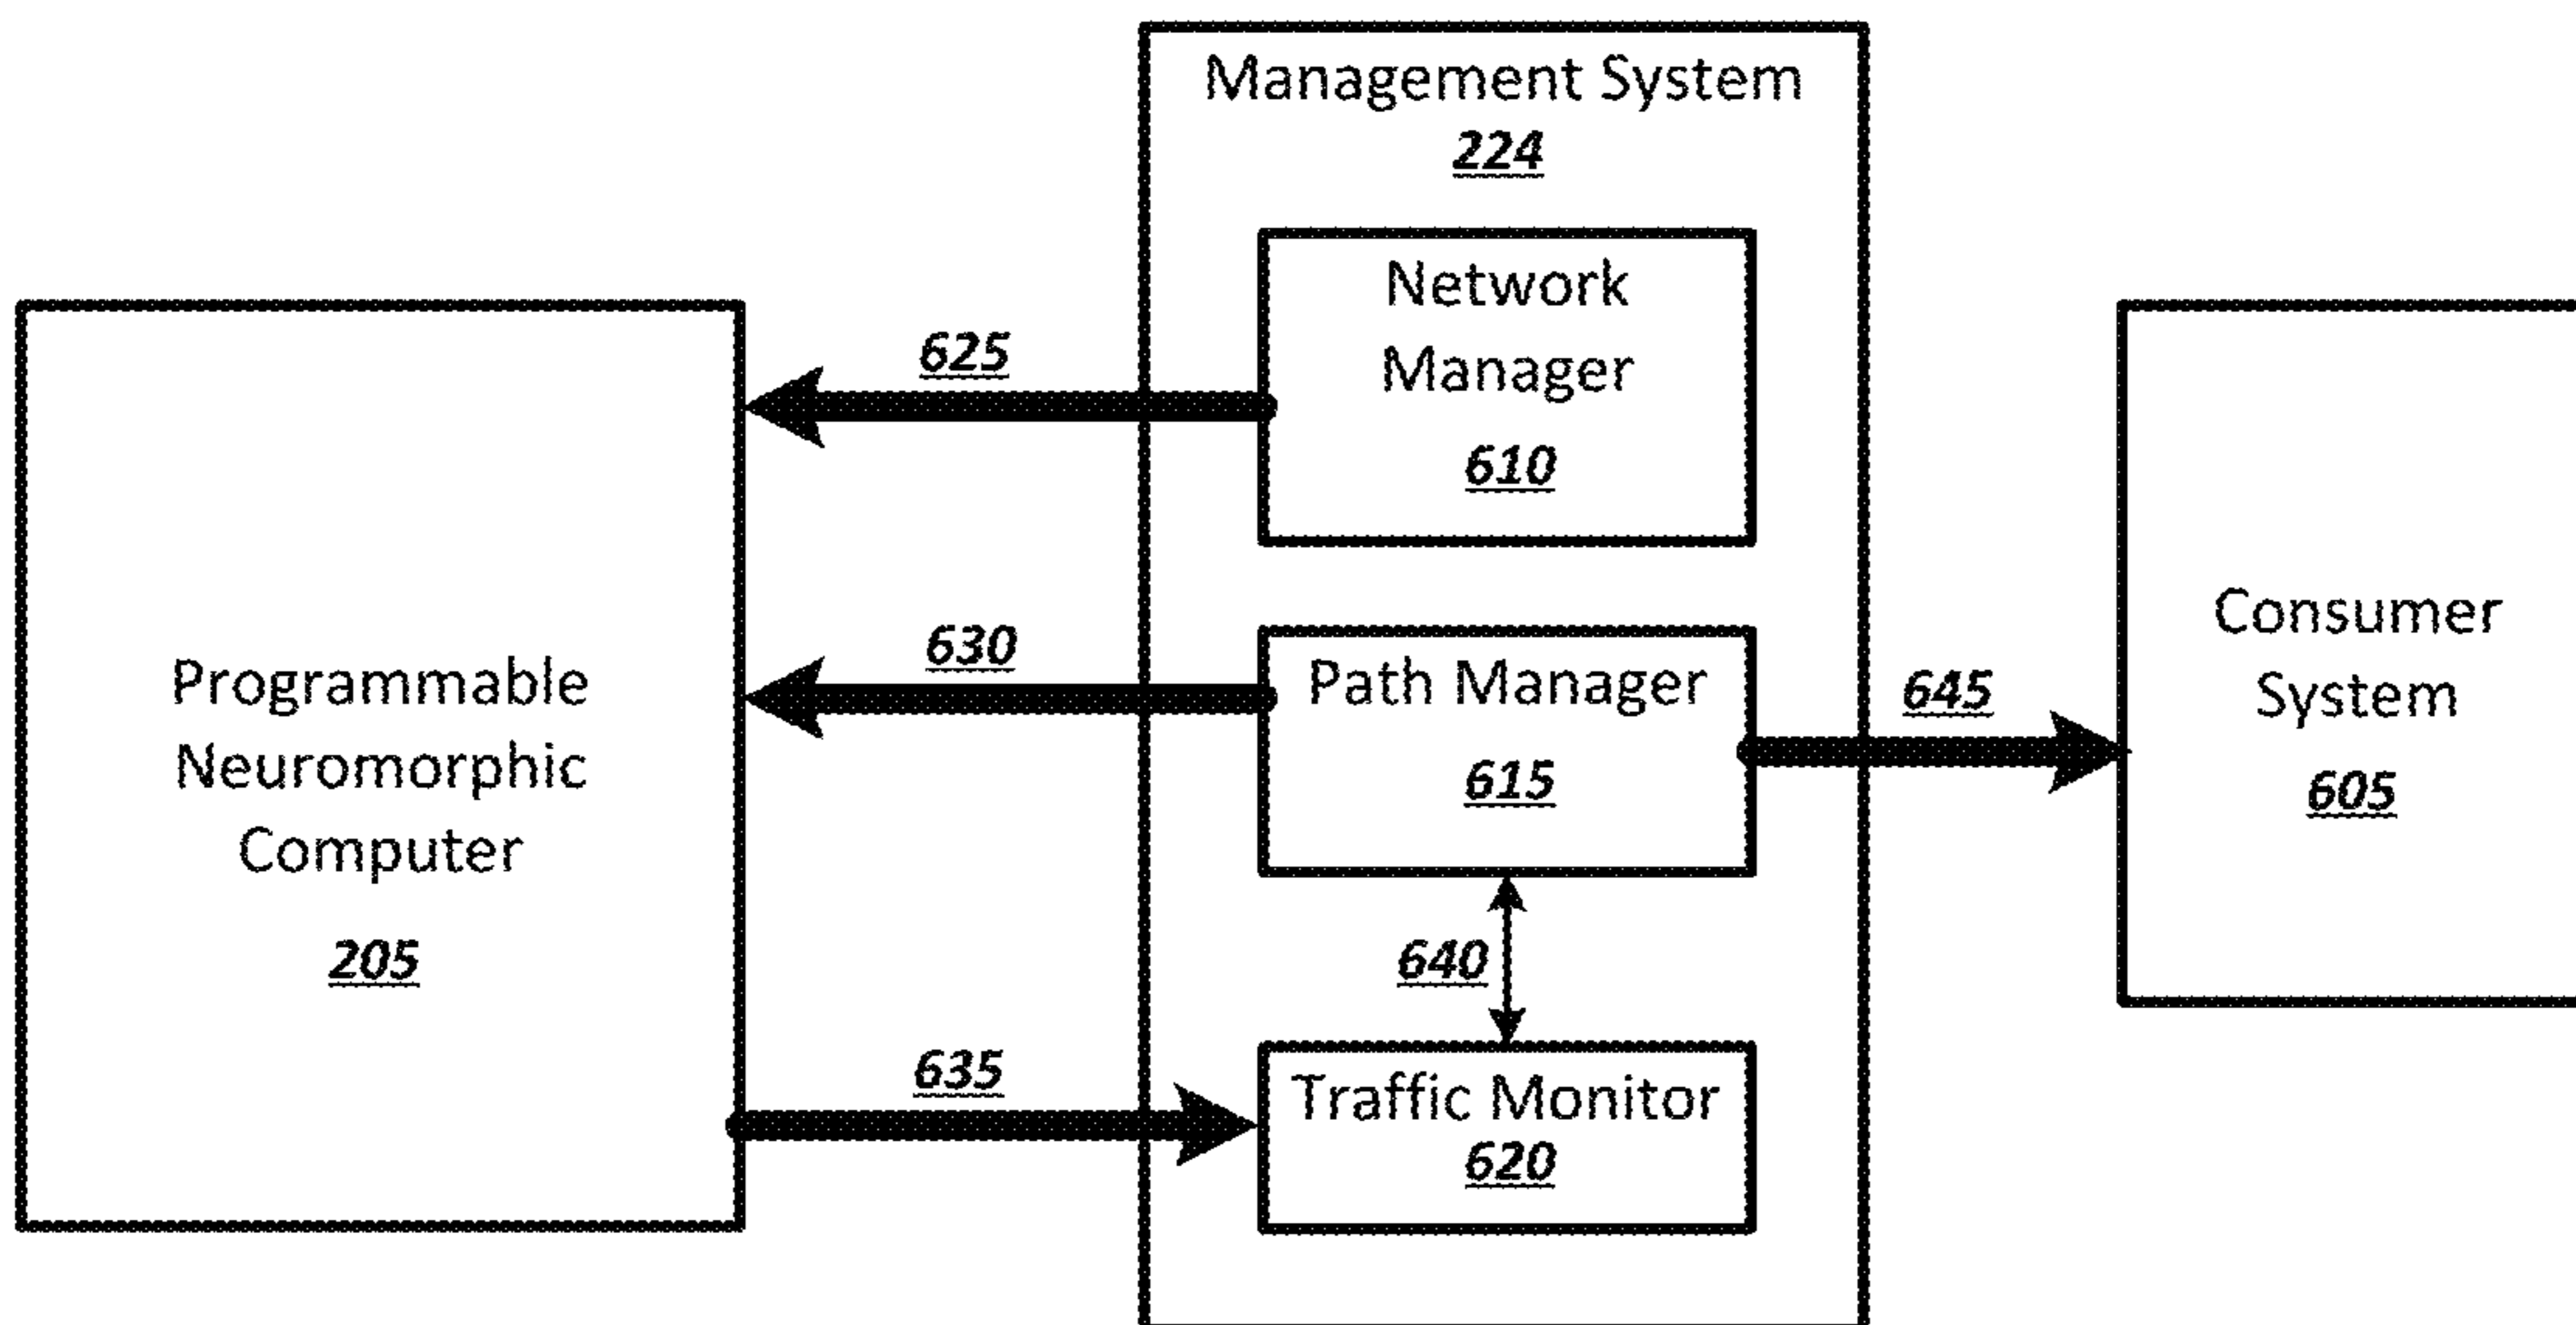 Management System
224
Network
Manager
610
625
Programmable
Neuromorphic
Computer
205
630
Path Manager
615
645
Consumer
System
605
640
635
Traffic Monitor
620